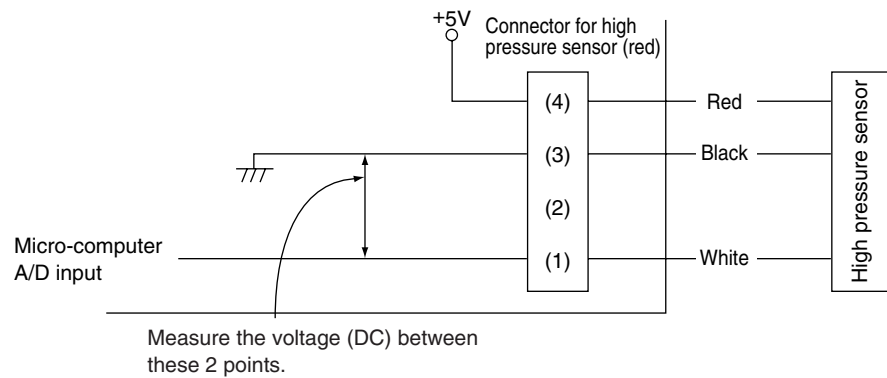 +5V
Connector for high
pressure sensor (red)
(4)
Red
(3)
Black
(2)
Micro-computer
A/D input
(1)
White
High pressure sensor
Measure the voltage (DC) between
these 2 points.